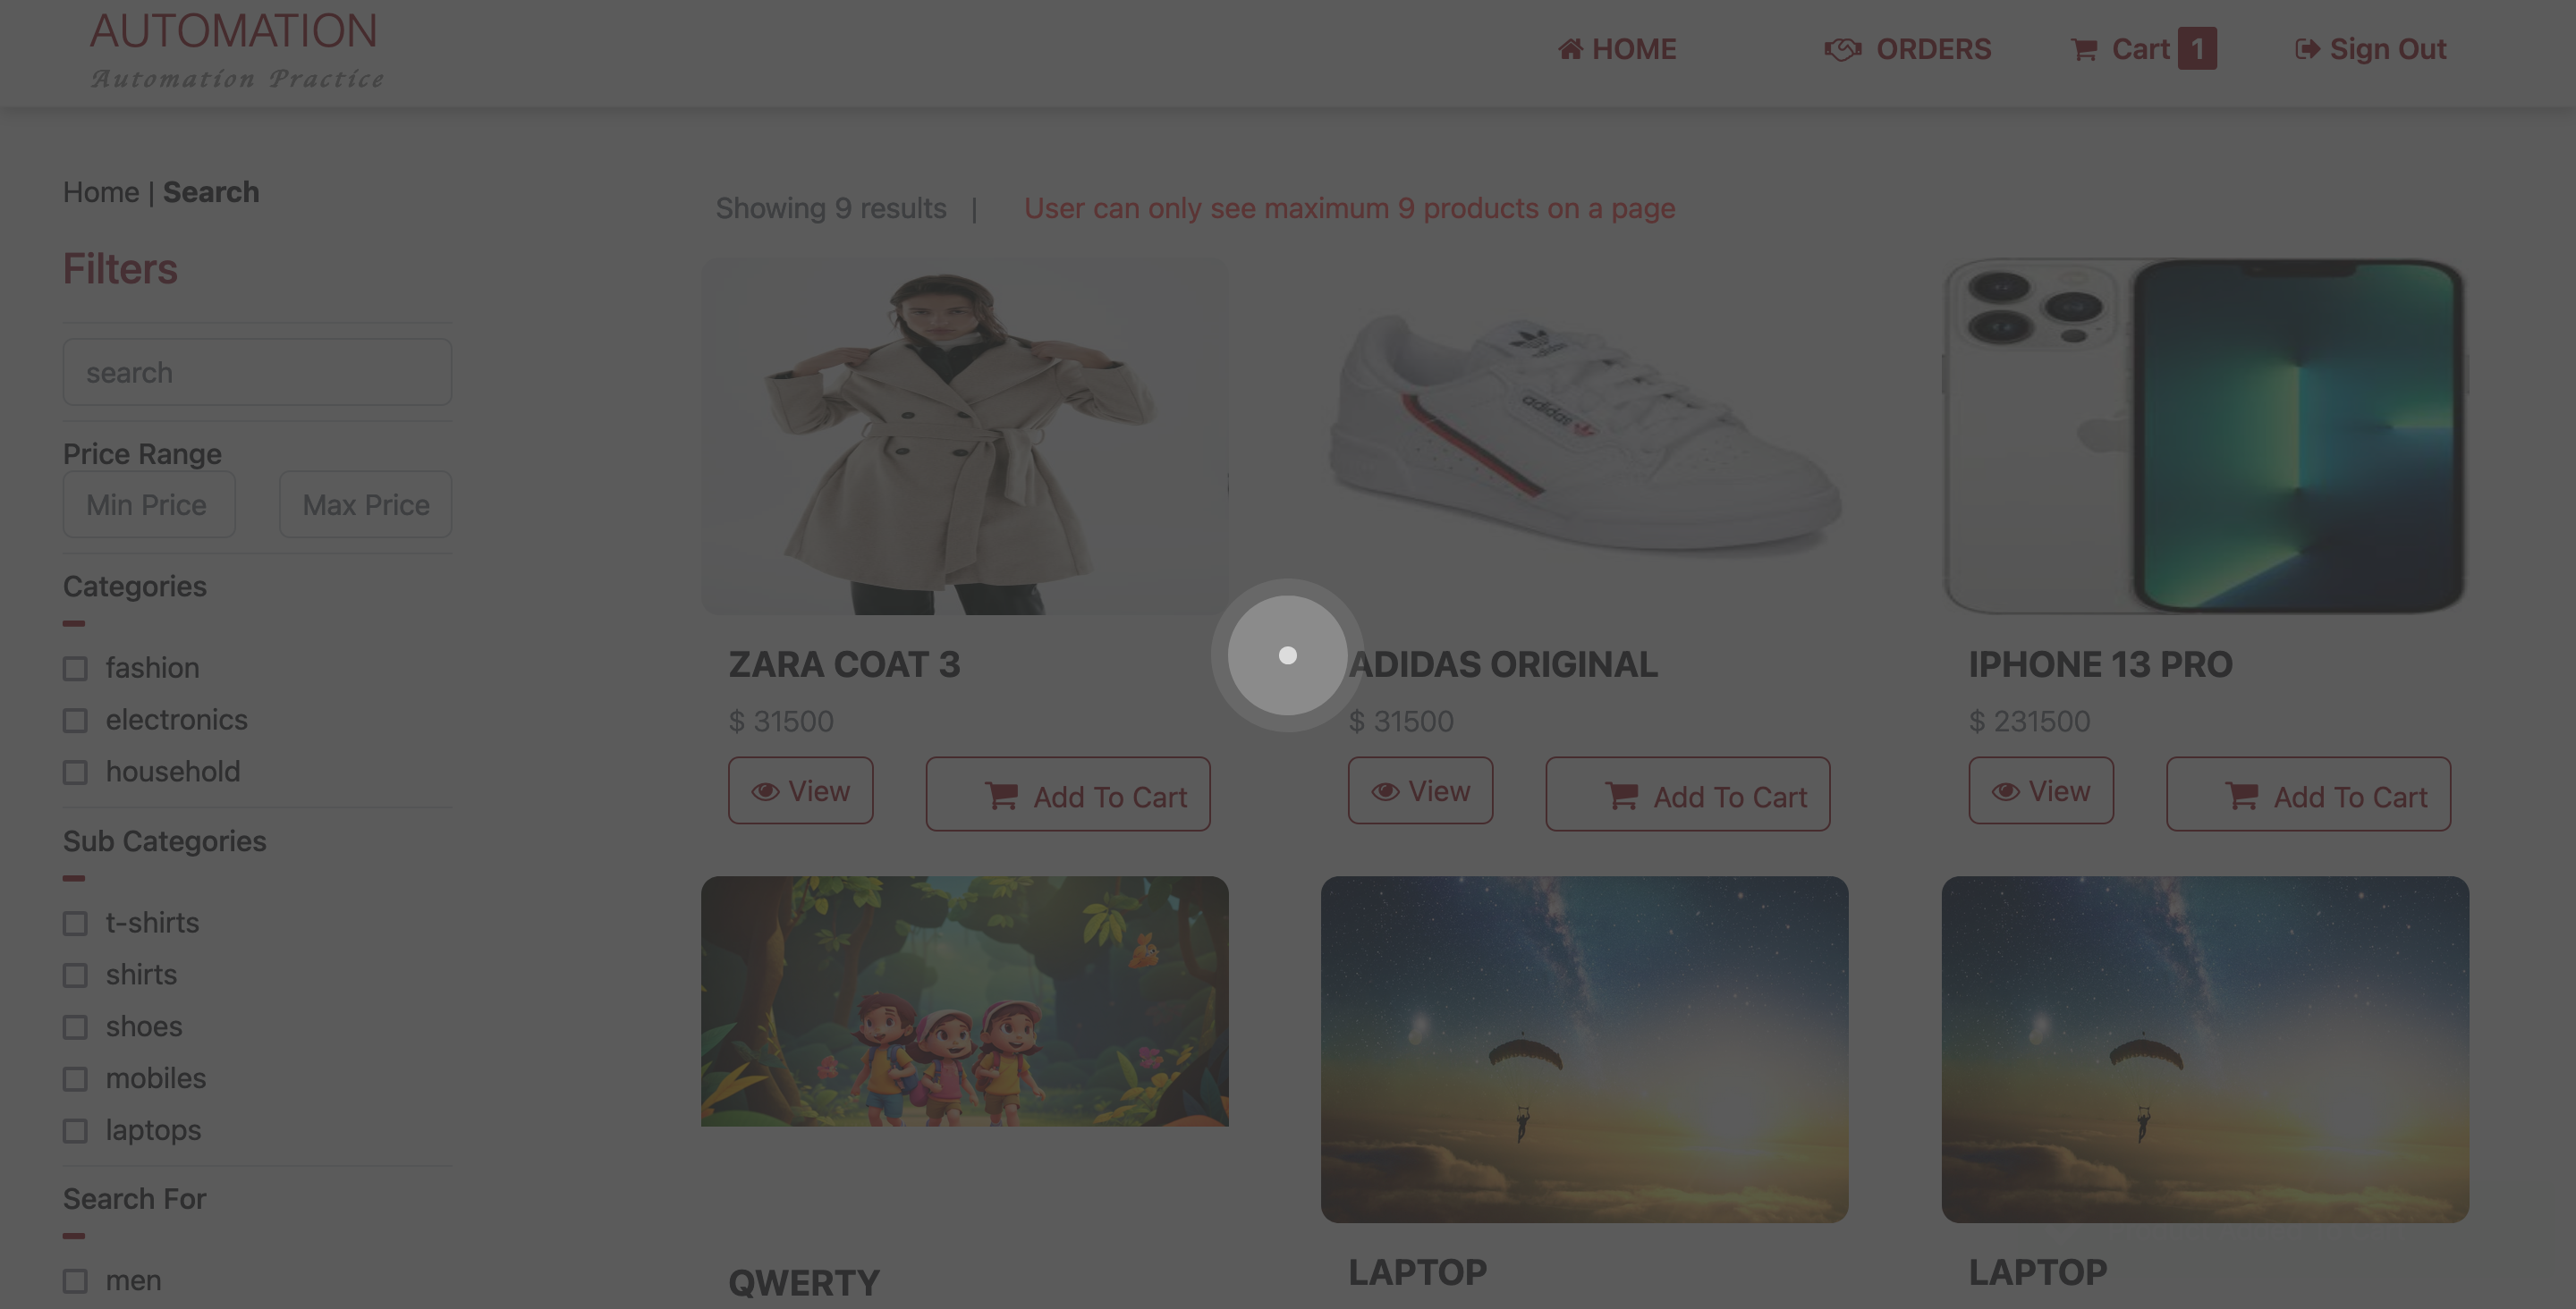 AUTOMATION
Automation Practice
HOME
ORDERS
Cart 1
Sign Out
Home | Search
Filters
search
Price Range
Min Price
Max Price
Categories
fashion
electronics
household
Sub Categories
t-shirts
shirts
shoes
mobiles
laptops
Search For
men
Showing 9 results |
User can only see maximum 9 products on a page
adidas
ZARA COAT 3
$ 31500
View
Add To Cart
ADIDAS ORIGINAL
$ 31500
View
Add To Cart
IPHONE 13 PRO
$ 231500
View
Add To Cart
QWERTY
LAPTOP
LAPTOP